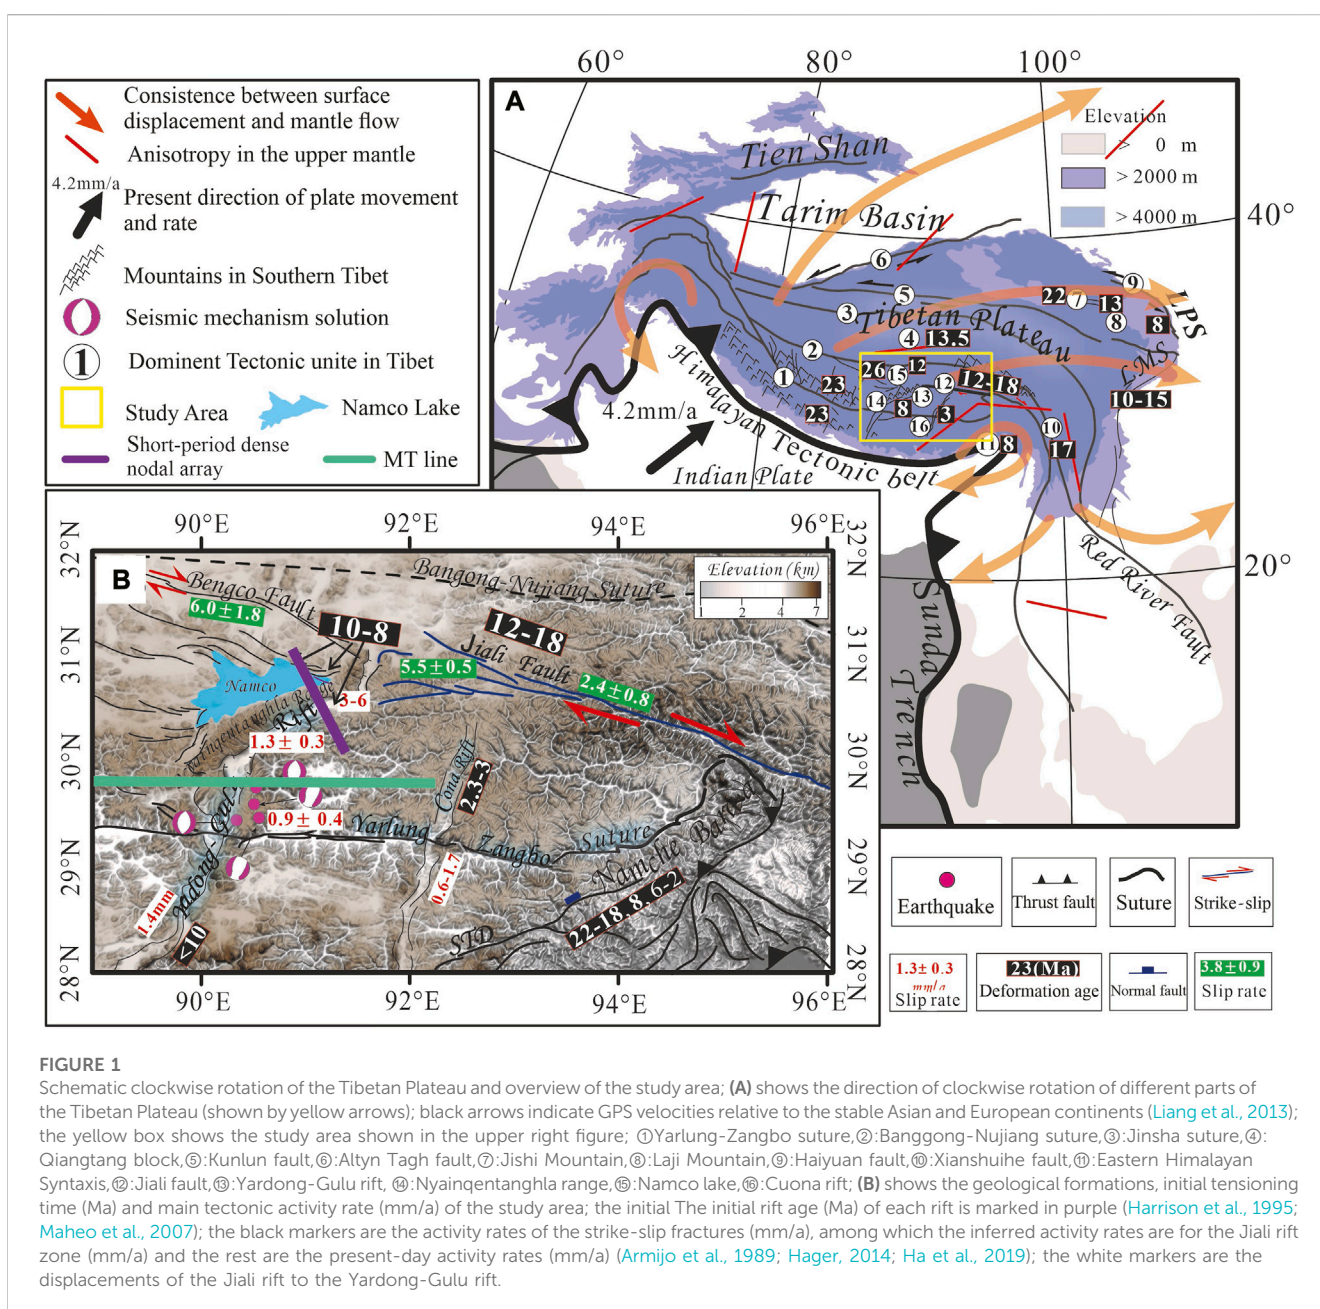 60°
80°
100°
Consistence between surface
displacement and mantle flow
Anisotropy in the upper mantle
4.2mm/a
Present direction of plate movement
and rate
Mountains in Southern Tibet
Seismic mechanism solution
1
Dominent Tectonic unite in Tibet
Study Area
Namco Lake
Short-period dense
nodal array
MT line
A
Elevation
> 0 m
>2000 m
>4000 m
40°
20°
Tien Shan
Tarim Basin
Tibetan Plateau
Himalayan Tectonic belt
Indian Plate
4.2mm/a
LPS
LMS
Red River Fault
Sunda Trench
6
9
5
22
7
13
3
8
8
4
13.5
2
26
15
12
1
23
12
12-18
14
13
10-15
23
8
3
16
10
11
8
17
90°E
92°E
94°E
96°E
32°N
31°N
30°N
29°N
28°N
32°N
31°N
30°N
29°N
28°N
B
Bengco Fault
6.0±1.8
Bangong-Nujiang Suture
Elevation (km)
1 2 4 7
10-8
12-18
Jiali Fault
5.5±0.5
2.4±0.8
Namco
3-6
Rift
1.3± 0.3
Cona Rift
2.3-3
0.9± 0.4
Yarlung
Zangbo
Suture
Namche Barwa
0.6-1.7
1.4mm
<10
STD
22-18, 8, 6-2
90°E
92°E
94°E
96°E
Earthquake
Thrust fault
Suture
Strike-slip
1.3± 0.3
mm/a
Slip rate
23(Ma)
Deformation age
Normal fault
3.8±0.9
Slip rate
FIGURE 1
Schematic clockwise rotation of the Tibetan Plateau and overview of the study area; (A) shows the direction of clockwise rotation of different parts of
the Tibetan Plateau (shown by yellow arrows); black arrows indicate GPS velocities relative to the stable Asian and European continents (Liang et al., 2013);
the yellow box shows the study area shown in the upper right figure; ①Yarlung-Zangbo suture,②:Banggong-Nujiang suture,③:Jinsha suture,④:
Qiangtang block,⑤:Kunlun fault,⑥:Altyn Tagh fault,⑦:Jishi Mountain,⑧:Laji Mountain,⑨:Haiyuan fault,⑩:Xianshuihe fault,⑪:Eastern Himalayan
Syntaxis,⑫:Jiali fault,⑬:Yardong-Gulu rift, ⑭:Nyainqentanghla range,⑮:Namco lake,⑯:Cuona rift; (B) shows the geological formations, initial tensioning
time (Ma) and main tectonic activity rate (mm/a) of the study area; the initial The initial rift age (Ma) of each rift is marked in purple (Harrison et al., 1995;
Maheo et al., 2007); the black markers are the activity rates of the strike-slip fractures (mm/a), among which the inferred activity rates are for the Jiali rift
zone (mm/a) and the rest are the present-day activity rates (mm/a) (Armijo et al., 1989; Hager, 2014; Ha et al., 2019); the white markers are the
displacements of the Jiali rift to the Yardong-Gulu rift.